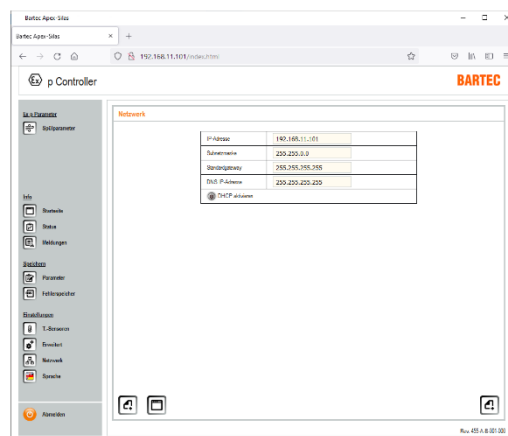 Bartec Apex-Silas
Bartec Apex-Silas
192.168.11.101/index.html
Ex p Controller
BARTEC
Ex p Parameter
Sollparameter
Info
Startseite
Status
Meldungen
Speichern
Parameter
Fehlerspeicher
Einstellungen
T.-Sensoren
Erweitert
Netzwerk
Sprache
Abmelden
Netzwerk
IP-Adresse 192.168.11.101
Subnetzmaske 255.255.0.0
Standardgateway 255.255.255.255
DNS IP-Adresse 255.255.255.255
DHCP aktivieren